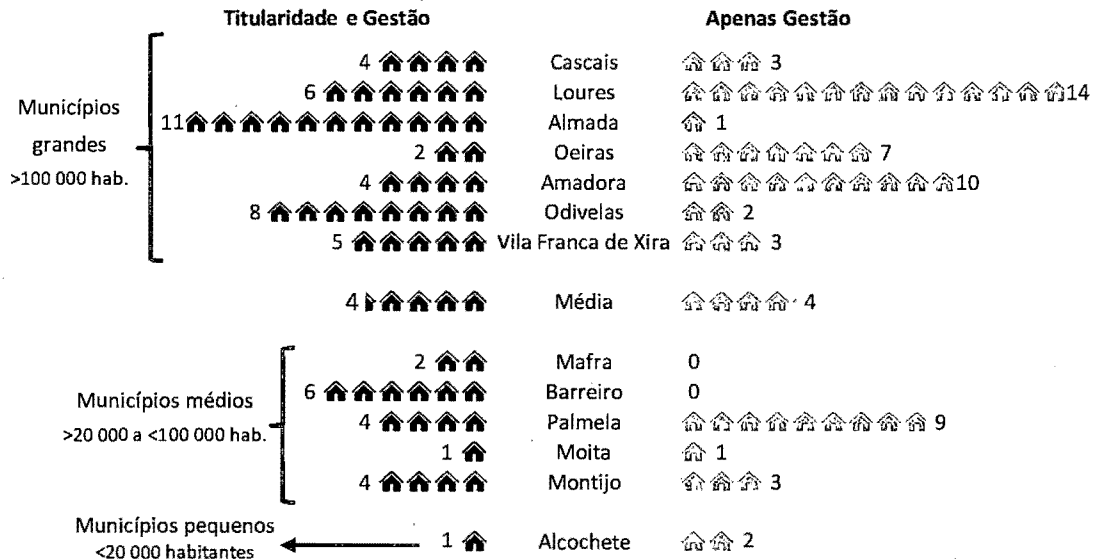 Titularidade e Gestão Apenas Gestão
4 Cascais 3
6 Loures 14
11 Almada 1
2 Oeiras 7
4 Amadora 10
8 Odivelas 2
5 Vila Franca de Xira 3
Municípios
grandes
>100 000 hab.
4 Média 4
2 Mafra 0
6 Barreiro 0
4 Palmela 9
1 Moita 1
4 Montijo 3
Municípios médios
>20 000 a <100 000 hab.
Municípios pequenos
<20 000 habitantes
1 Alcochete 2